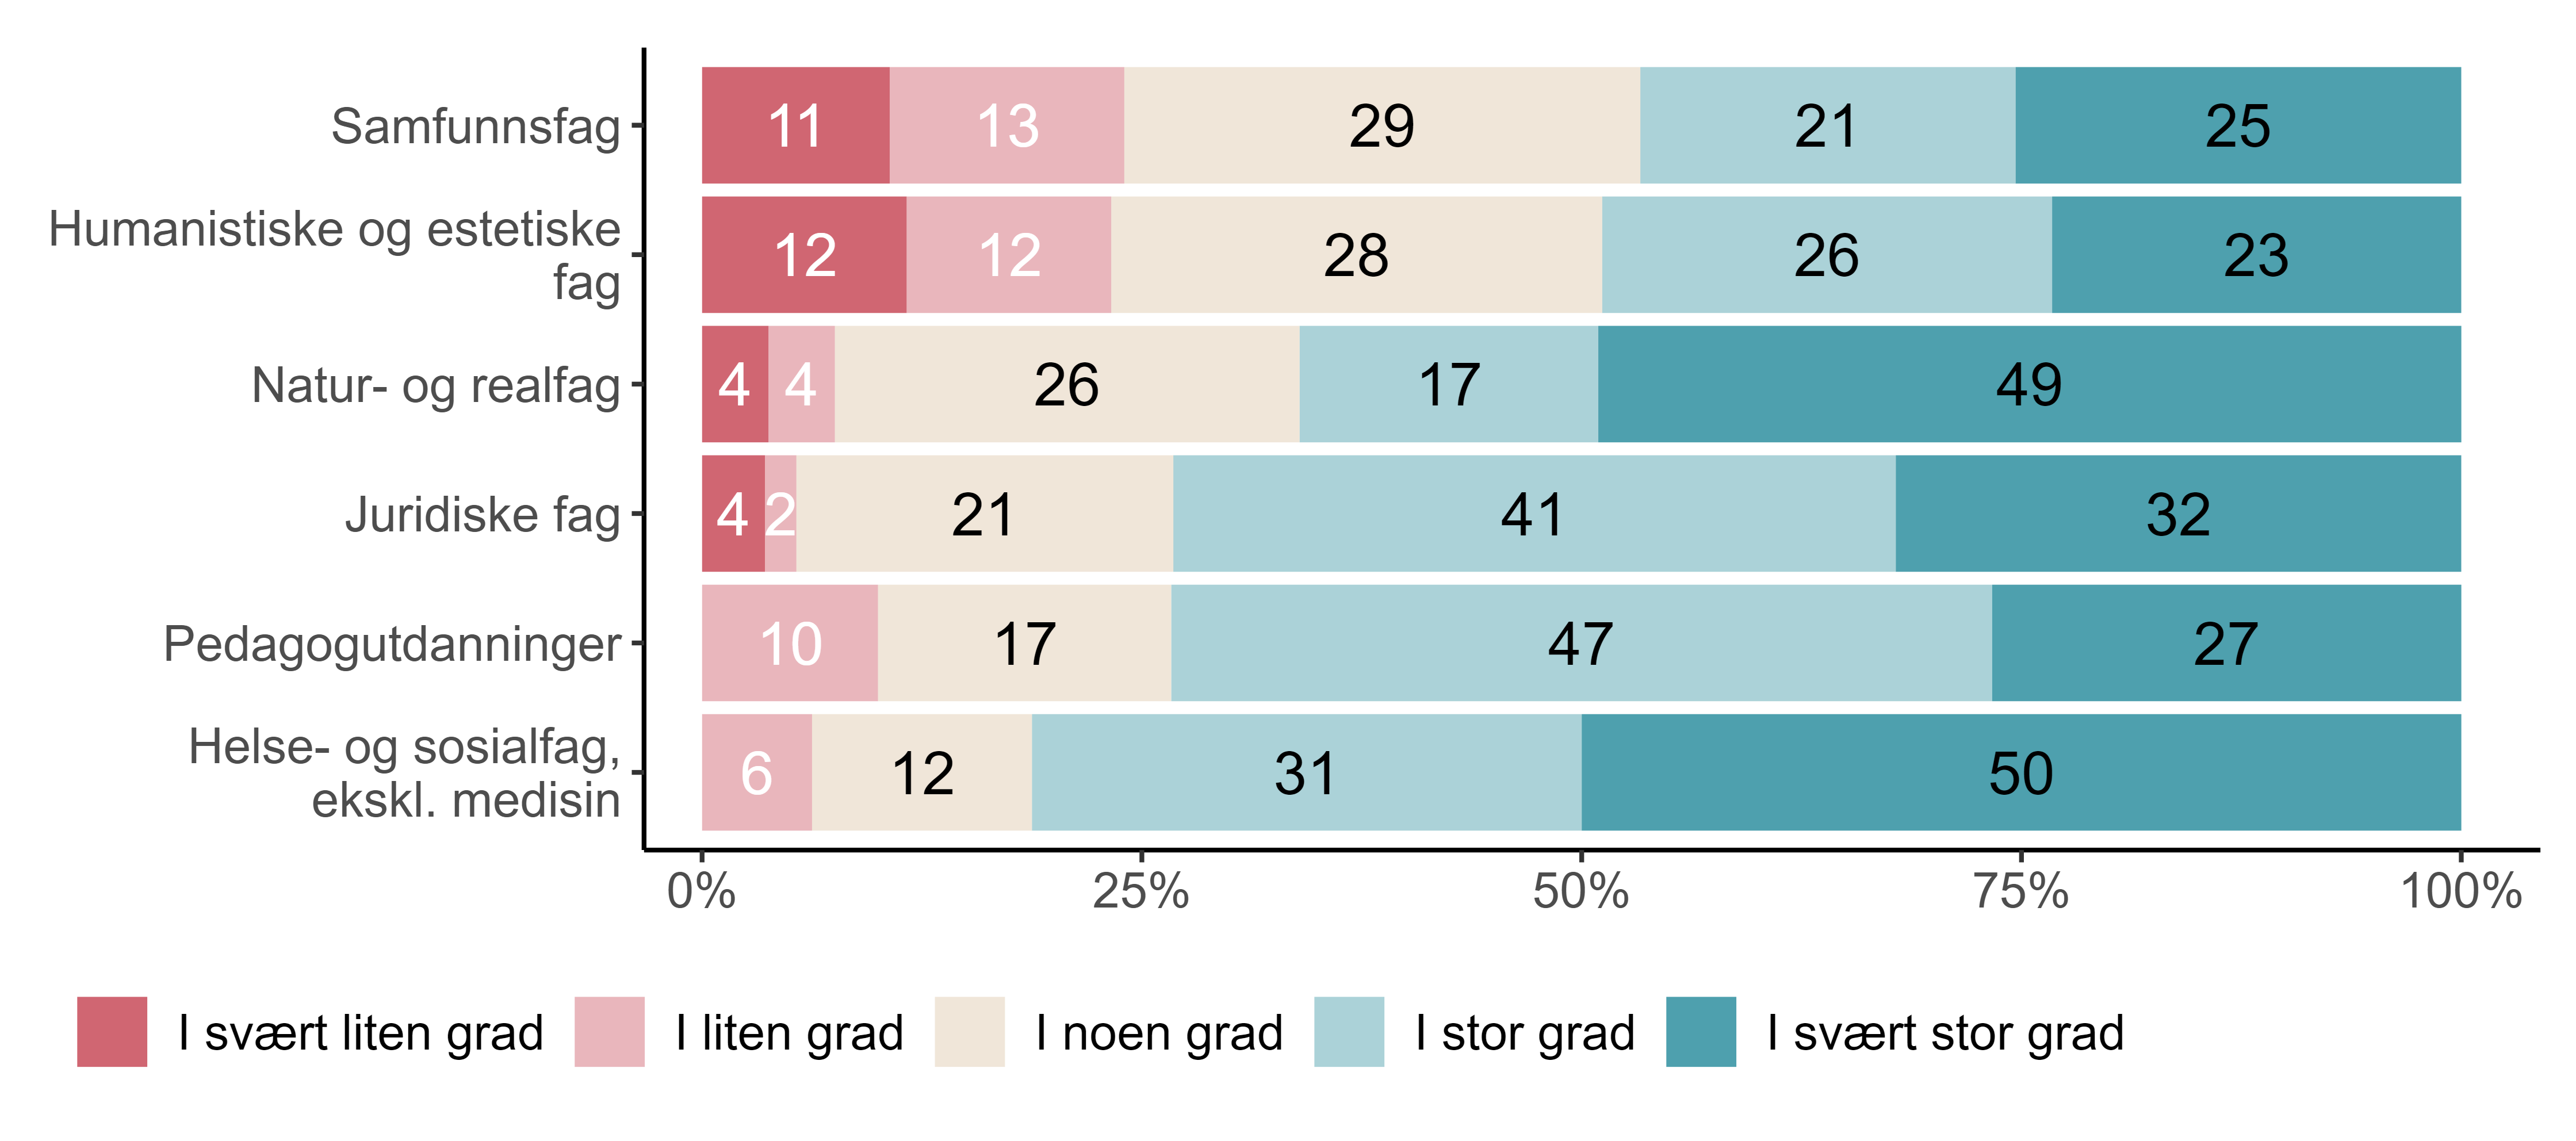 Samfunnsfag 11 13 29 21 25
Humanistiske og estetiske
fag 12 12 28 26 23
Natur- og realfag 4 4 26 17 49
Juridiske fag 4 2 21 41 32
Pedagogutdanninger 10 17 47 27
Helse- og sosialfag,
ekskl. medisin 6 12 31 50
0% 25% 50% 75% 100%
I svært liten grad I liten grad I noen grad I stor grad I svært stor grad